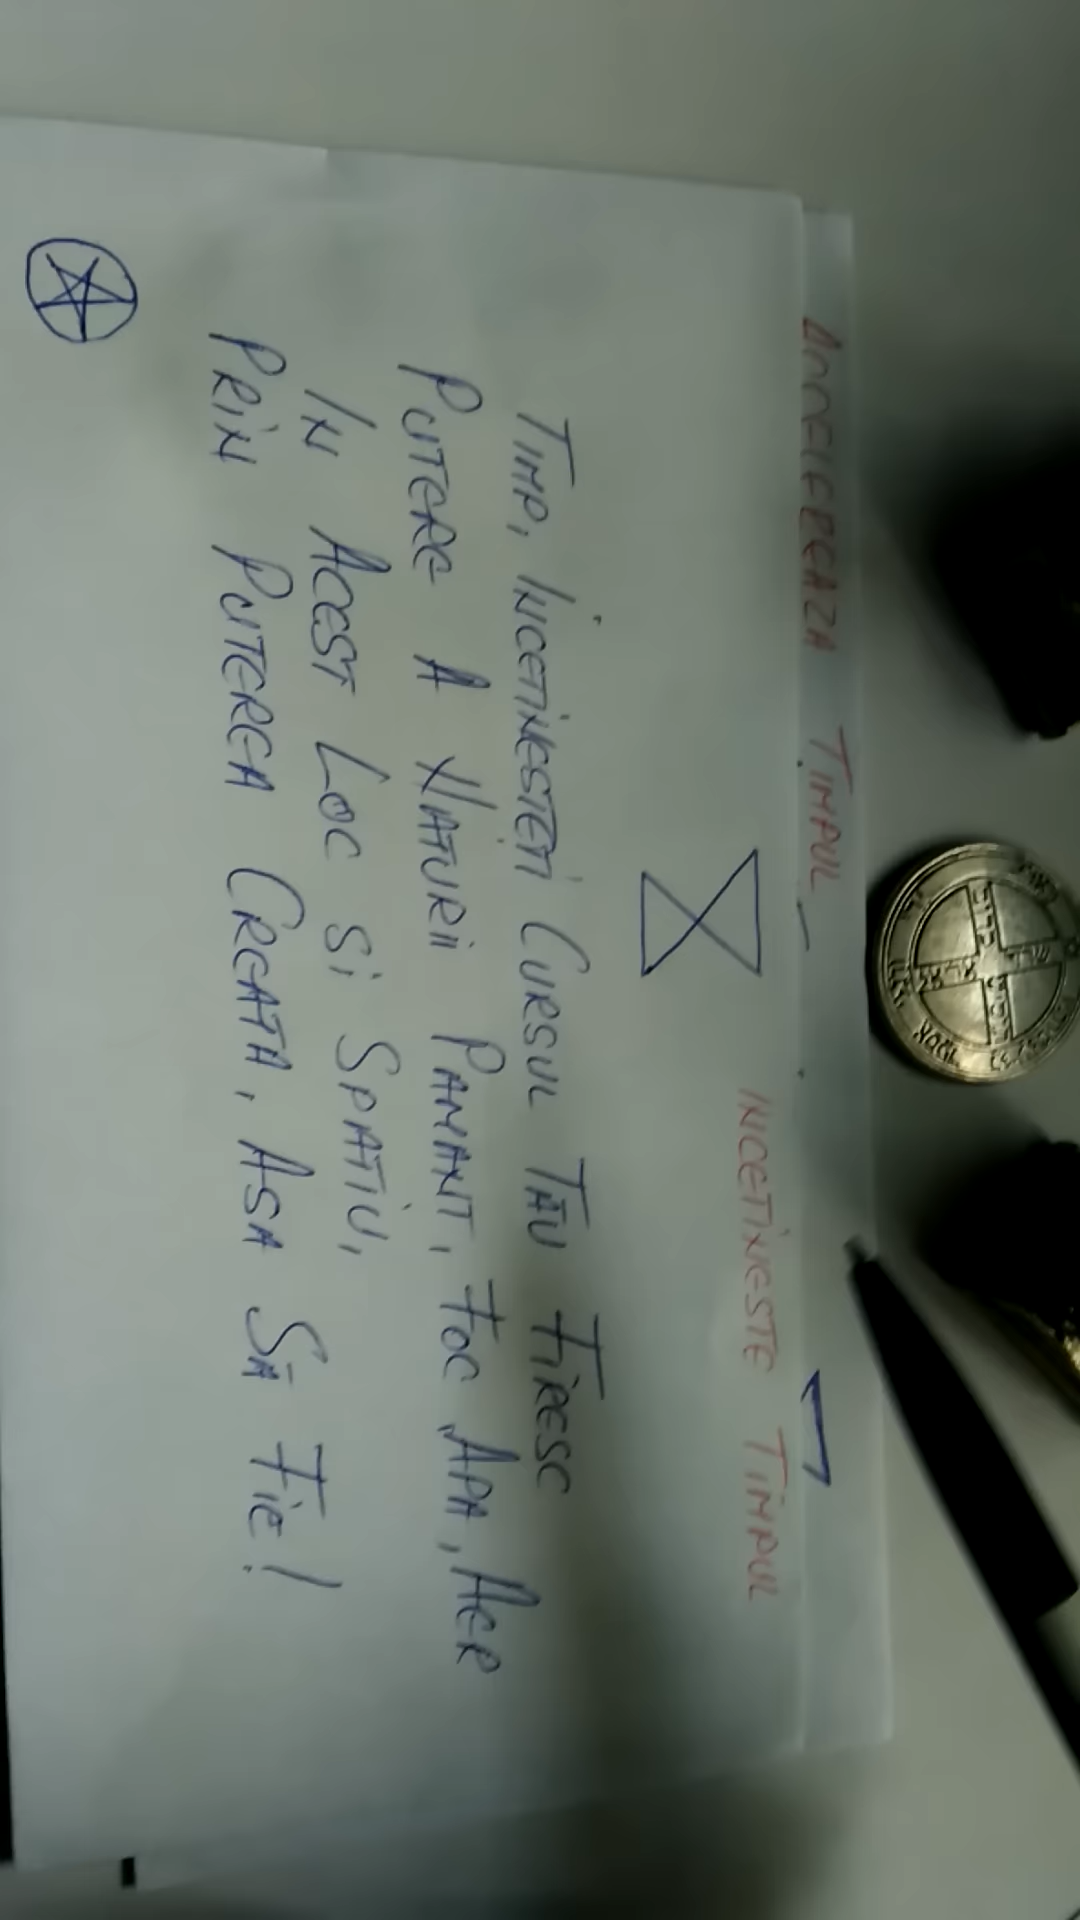 ACCELEREAZA TIMPUL
INCETINESTE TIMPUL
TIMP, INCETINESTETI CURSUL TAU FIRESC
PUTERE A NATURII PAMANT, FOC APA, AER
IN ACEST LOC SI SPATIU,
PRIN PUTEREA CREATA, ASA SA FIE!